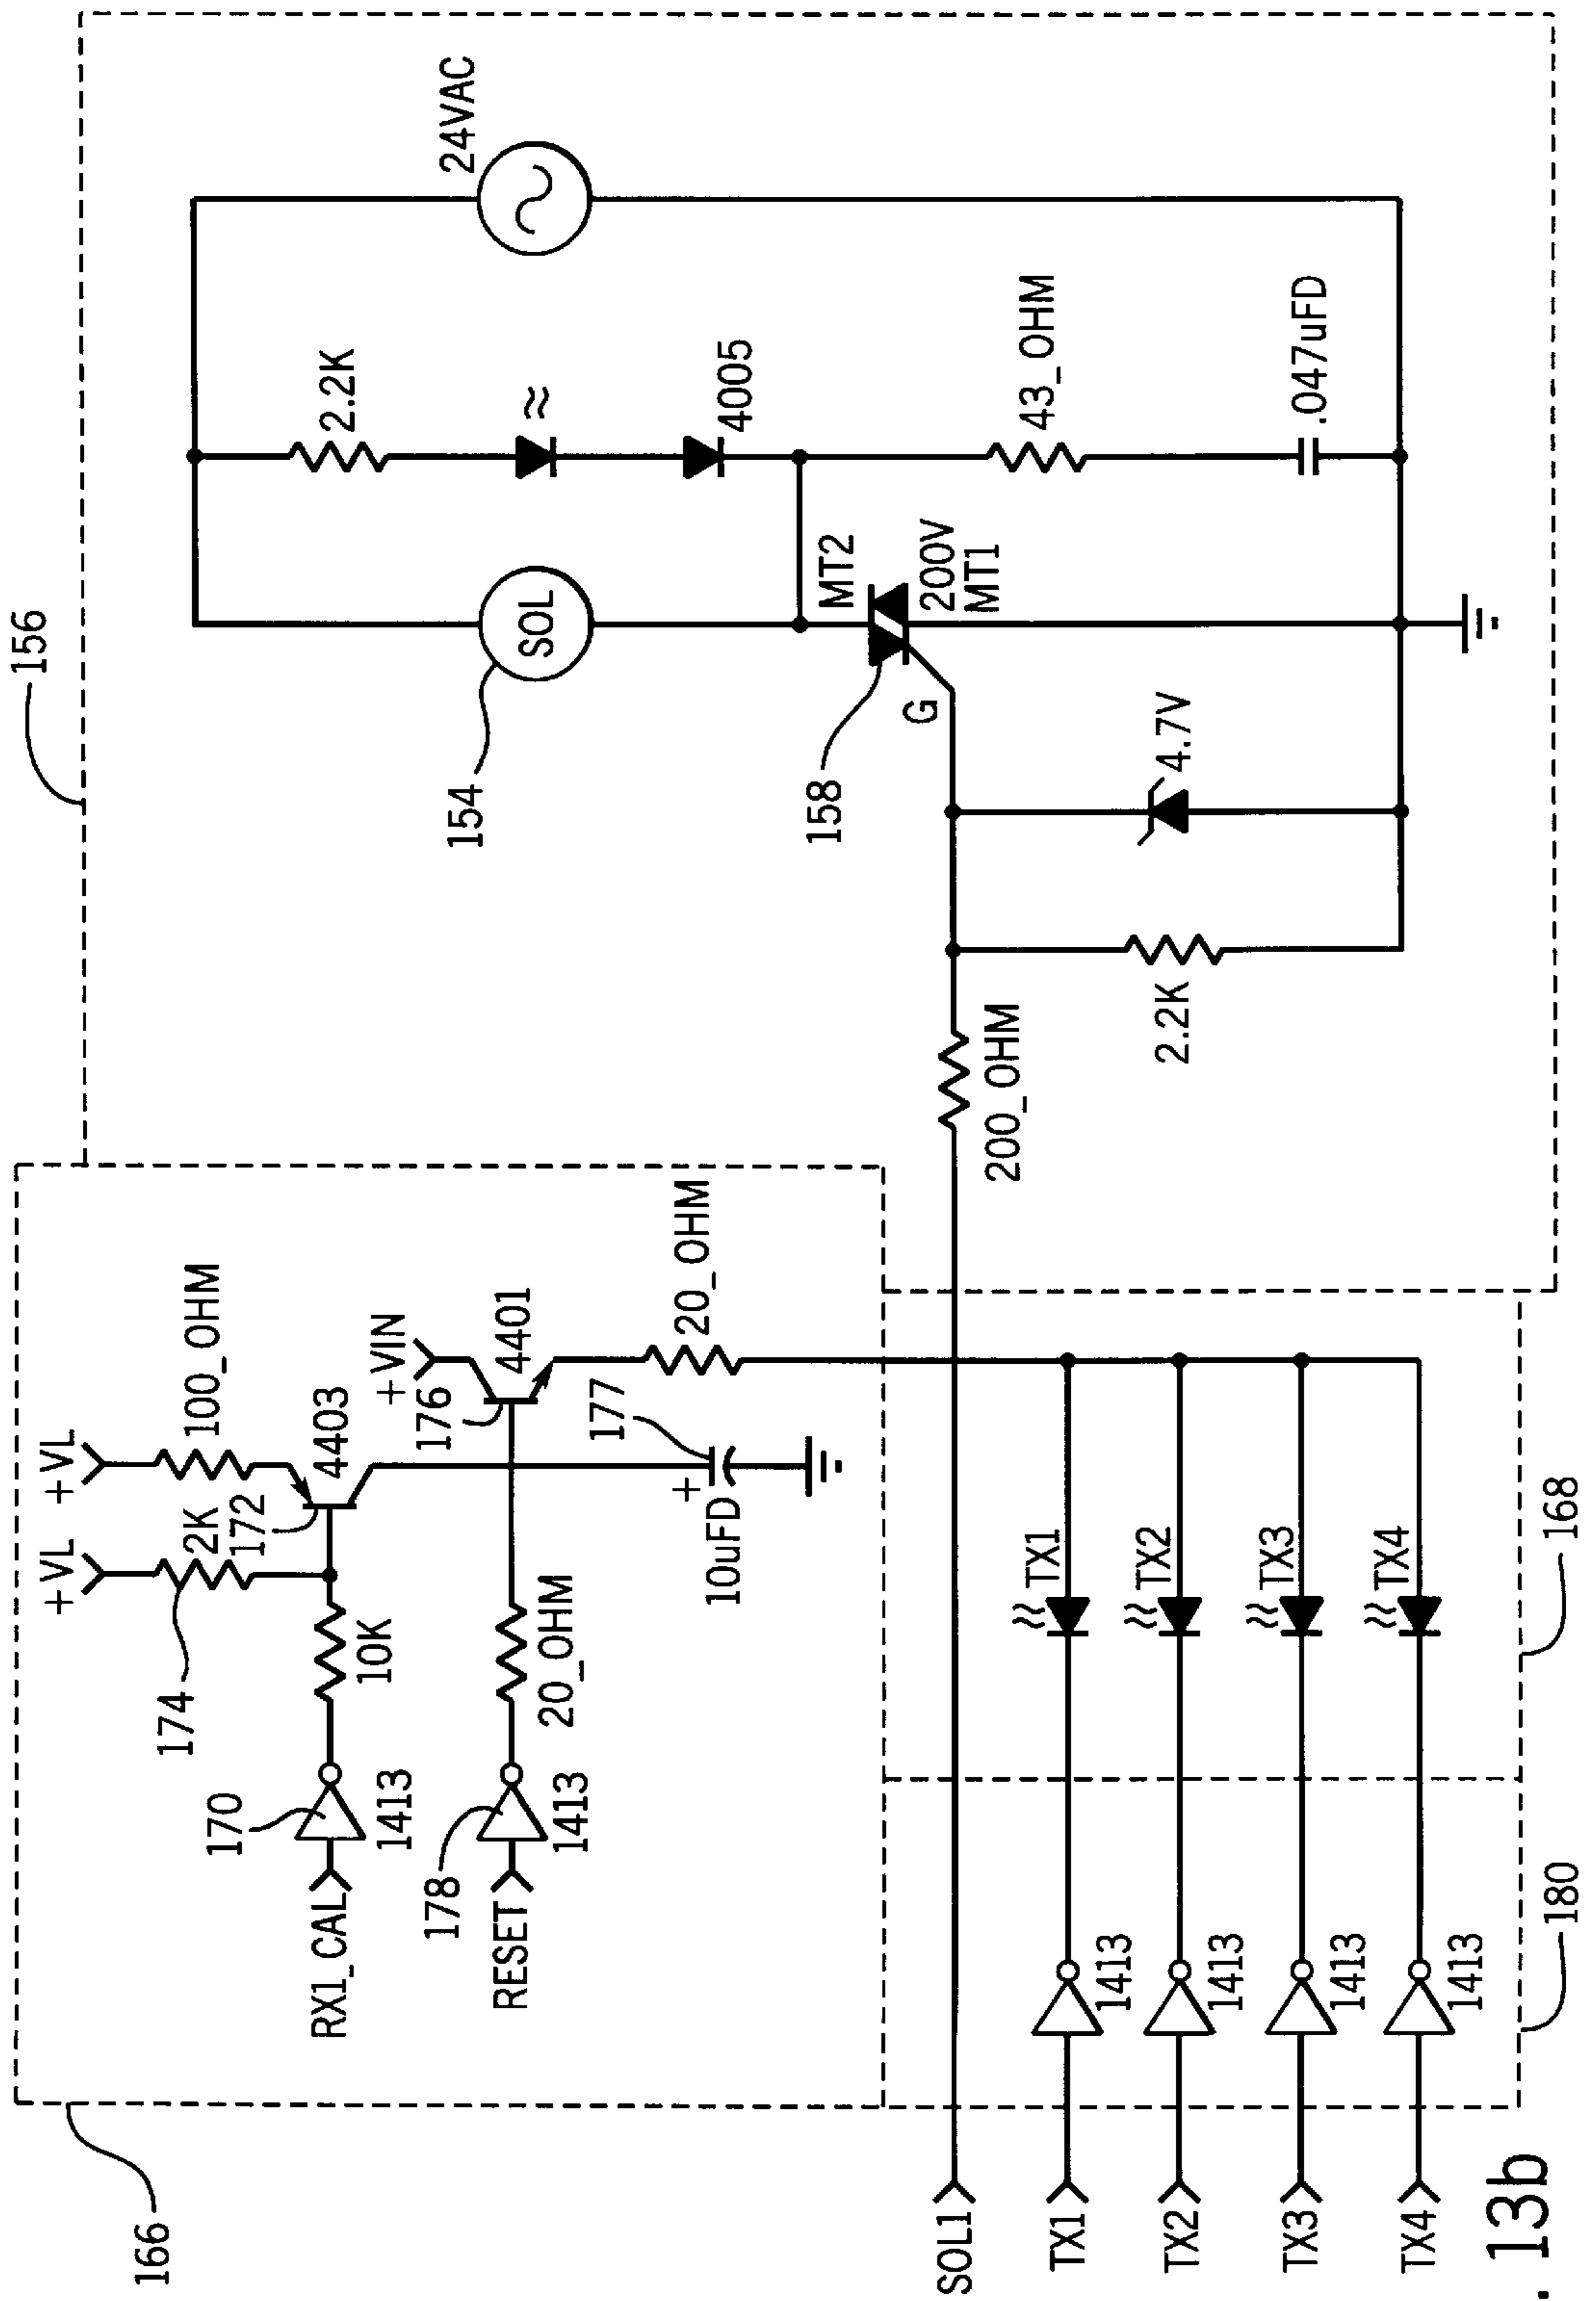 156
166
+VL
+VL
174
2K
100_OHM
172
4403
170
10K
1413
RX1_CAL
178
20_OHM
1413
RESET
+VIN
176
4401
177
+
10uFD
20_OHM
24VAC
2.2K
4005
154
SOL
MT2
158
200V
MT1
G
43_OHM
.047uFD
4.7V
2.2K
200_OHM
SOL1
TX1
1413
TX1
TX2
1413
TX2
TX3
1413
TX3
TX4
1413
TX4
180
168
. 13b